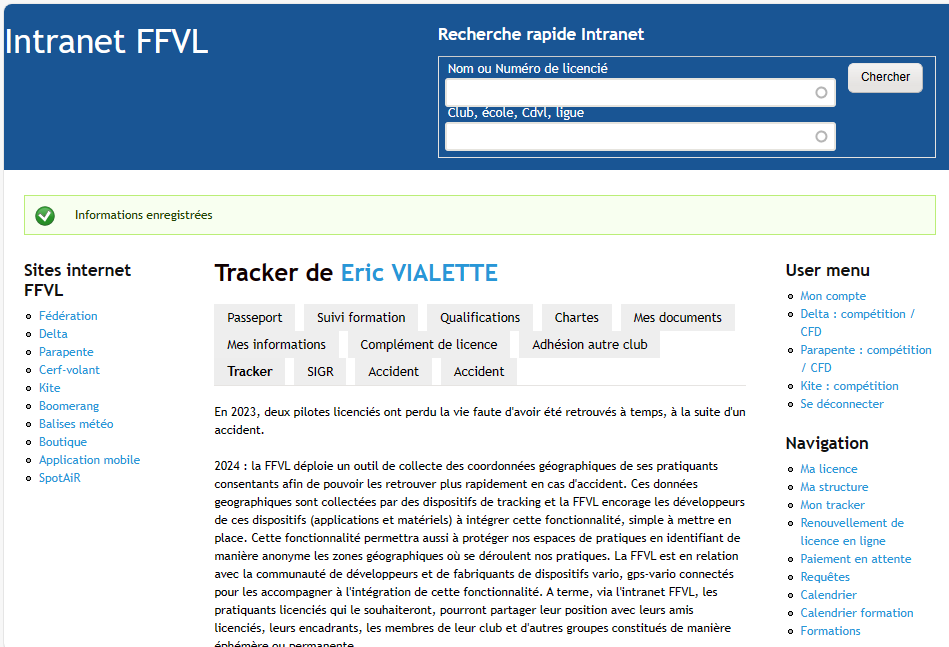 Intranet FFVL
Recherche rapide Intranet
Nom ou Numéro de licencié
Chercher
Club, école, Cdvl, ligue
Informations enregistrées
Sites internet
FFVL
Fédération
Delta
Parapente
Cerf-volant
Kite
Boomerang
Balises météo
Boutique
Application mobile
SpotAiR
Tracker de Eric VIALETTE
Passeport Suivi formation Qualifications Chartes Mes documents
Mes informations Complément de licence Adhésion autre club
Tracker SIGR Accident Accident
En 2023, deux pilotes licenciés ont perdu la vie faute d'avoir été retrouvés à temps, à la suite d'un
accident.
2024 : la FFVL déploie un outil de collecte des coordonnées géographiques de ses pratiquants
consentants afin de pouvoir les retrouver plus rapidement en cas d'accident. Ces données
geographiques sont collectées par des dispositifs de tracking et la FFVL encorage les développeurs
de ces dispositifs (applications et matériels) à intégrer cette fonctionnalité, simple à mettre en
place. Cette fonctionnalité permettra aussi à protéger nos espaces de pratiques en identifiant de
manière anonyme les zones géographiques où se déroulent nos pratiques. La FFVL est en relation
avec la communauté de développeurs et de fabriquants de dispositifs vario, gps-vario connectés
pour les accompagner à l'intégration de cette fonctionnalité. A terme, via l'intranet FFVL, les
pratiquants licenciés qui le souhaiteront, pourront partager leur position avec leurs amis
licenciés, leurs encadrants, les membres de leur club et d'autres groupes constitués de manière
éphémère ou permanente.
User menu
Mon compte
Delta : compétition /
CFD
Parapente : compétition
/ CFD
Kite : compétition
Se déconnecter
Navigation
Ma licence
Ma structure
Mon tracker
Renouvellement de
licence en ligne
Paiement en attente
Requêtes
Calendrier
Calendrier formation
Formations